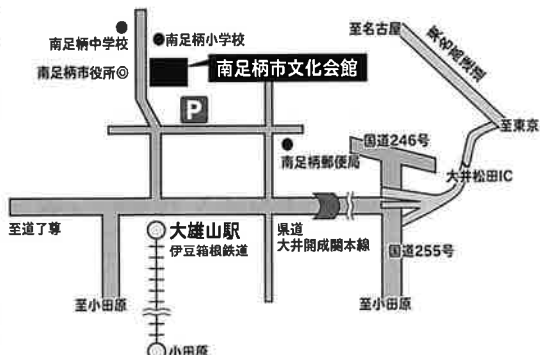 南足柄中学校
南足柄小学校
南足柄市役所
南足柄市文化会館
P
至名古屋
東名高速道
至東京
国道246号
南足柄郵便局
大井松田IC
至道了尊
大雄山駅
伊豆箱根鉄道
県道
大井開成関本線
国道255号
至小田原
至小田原
小田原